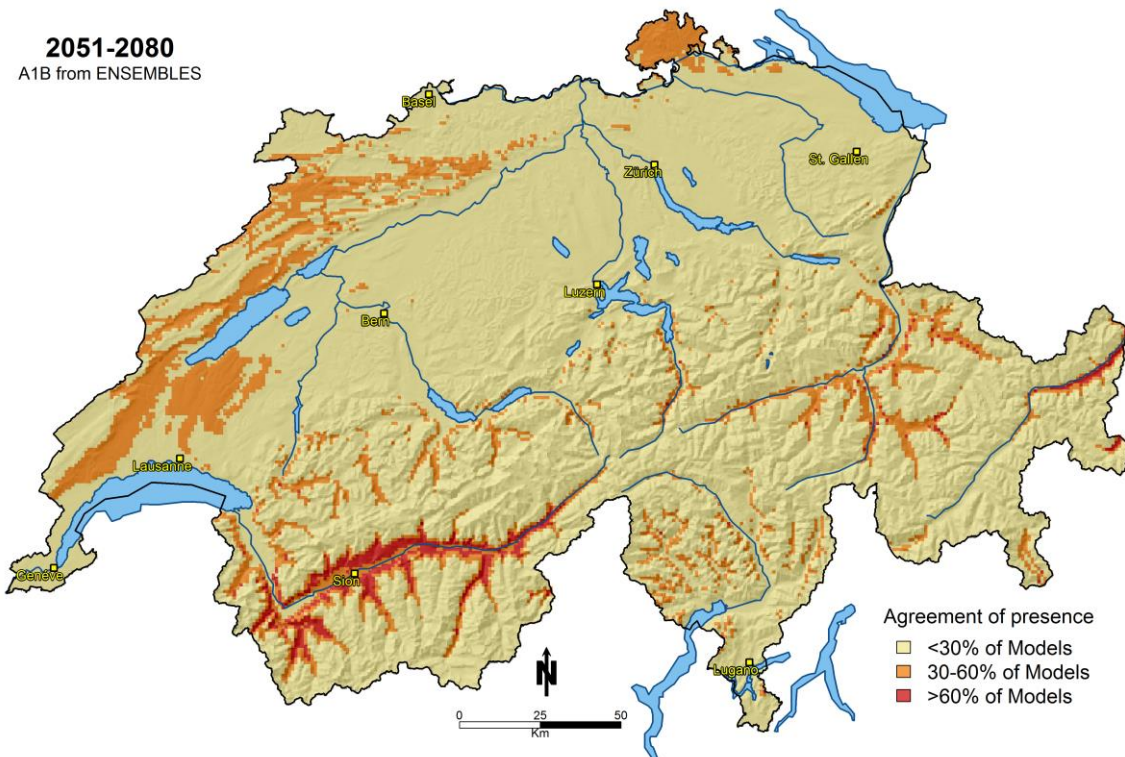 2051-2080
A1B from ENSEMBLES
Basel
St. Gallen
Zürich
Luzern
Bern
Lausanne
Genéve
Sion
Lugano
N
0 25 50
Km
Agreement of presence
<30% of Models
30-60% of Models
>60% of Models